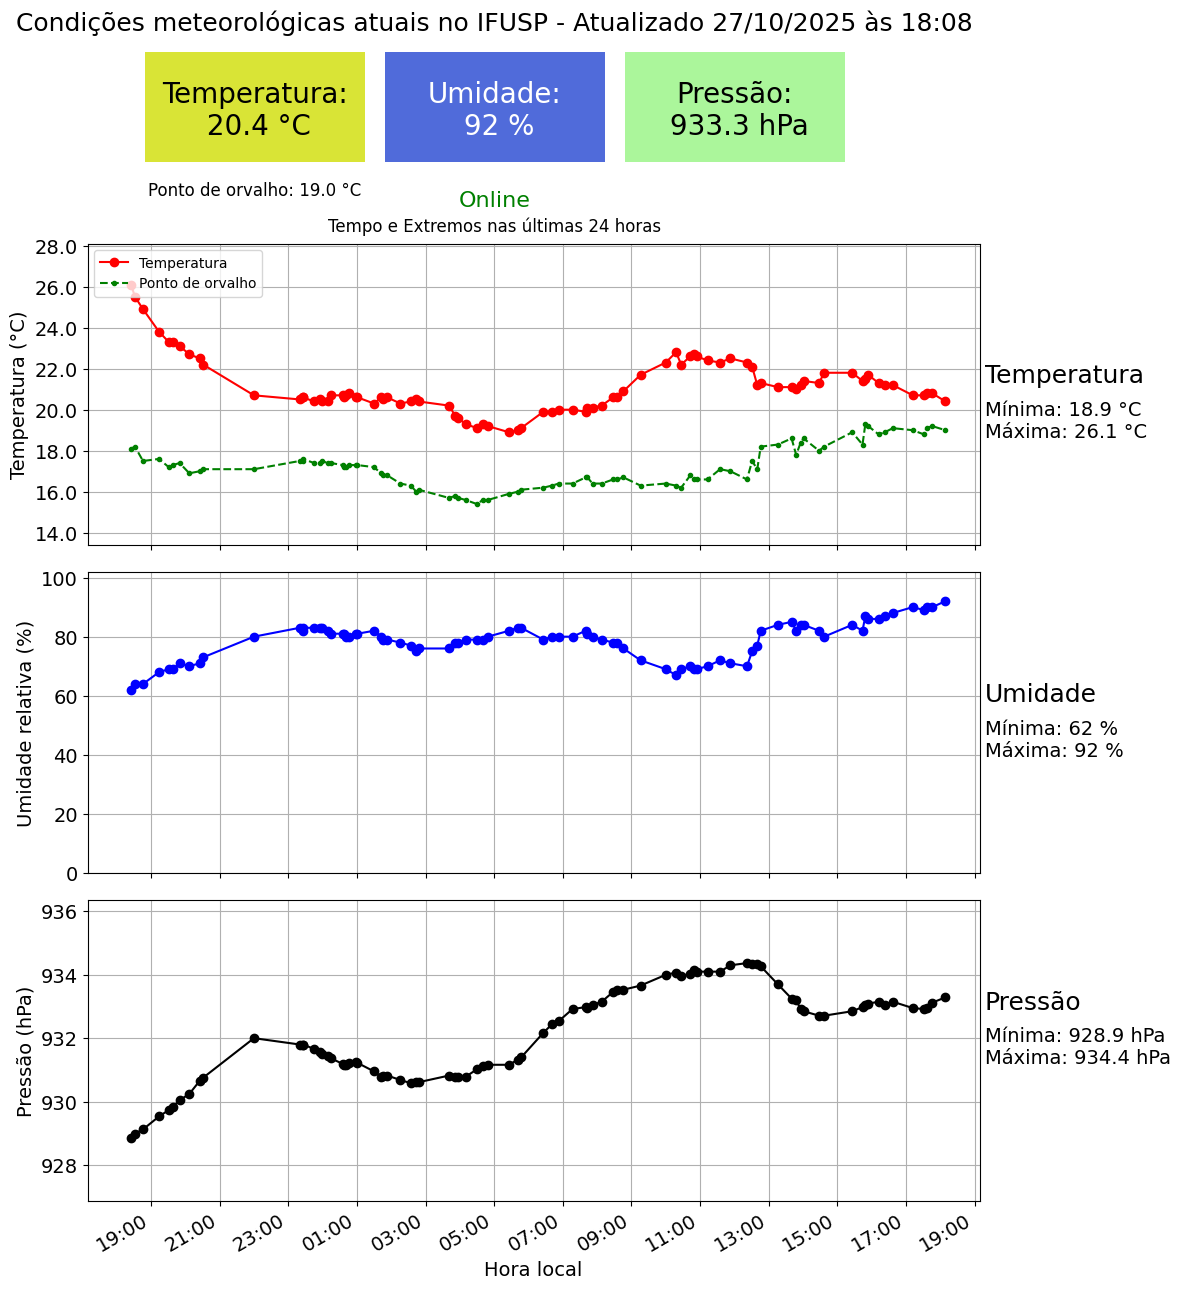 Condições meteorológicas atuais no IFUSP - Atualizado 27/10/2025 às 18:08
Temperatura:
20.4 °C
Umidade:
92 %
Pressão:
933.3 hPa
Ponto de orvalho: 19.0 °C
Online
Tempo e Extremos nas últimas 24 horas
Temperatura (°C)
28.0
26.0
24.0
22.0
20.0
18.0
16.0
14.0
Temperatura
Ponto de orvalho
Temperatura
Mínima: 18.9 °C
Máxima: 26.1 °C
Umidade relativa (%)
100
80
60
40
20
0
Umidade
Mínima: 62 %
Máxima: 92 %
Pressão (hPa)
936
934
932
930
928
Pressão
Mínima: 928.9 hPa
Máxima: 934.4 hPa
19:00
21:00
23:00
01:00
03:00
05:00
07:00
09:00
11:00
13:00
15:00
17:00
19:00
Hora local